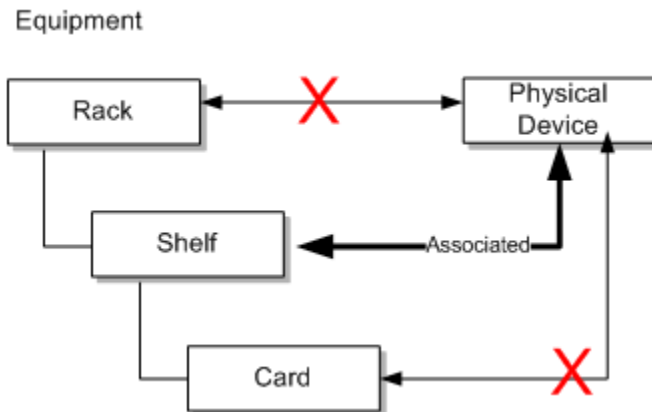 Equipment
Rack
Physical
Device
Shelf
Associated
Card